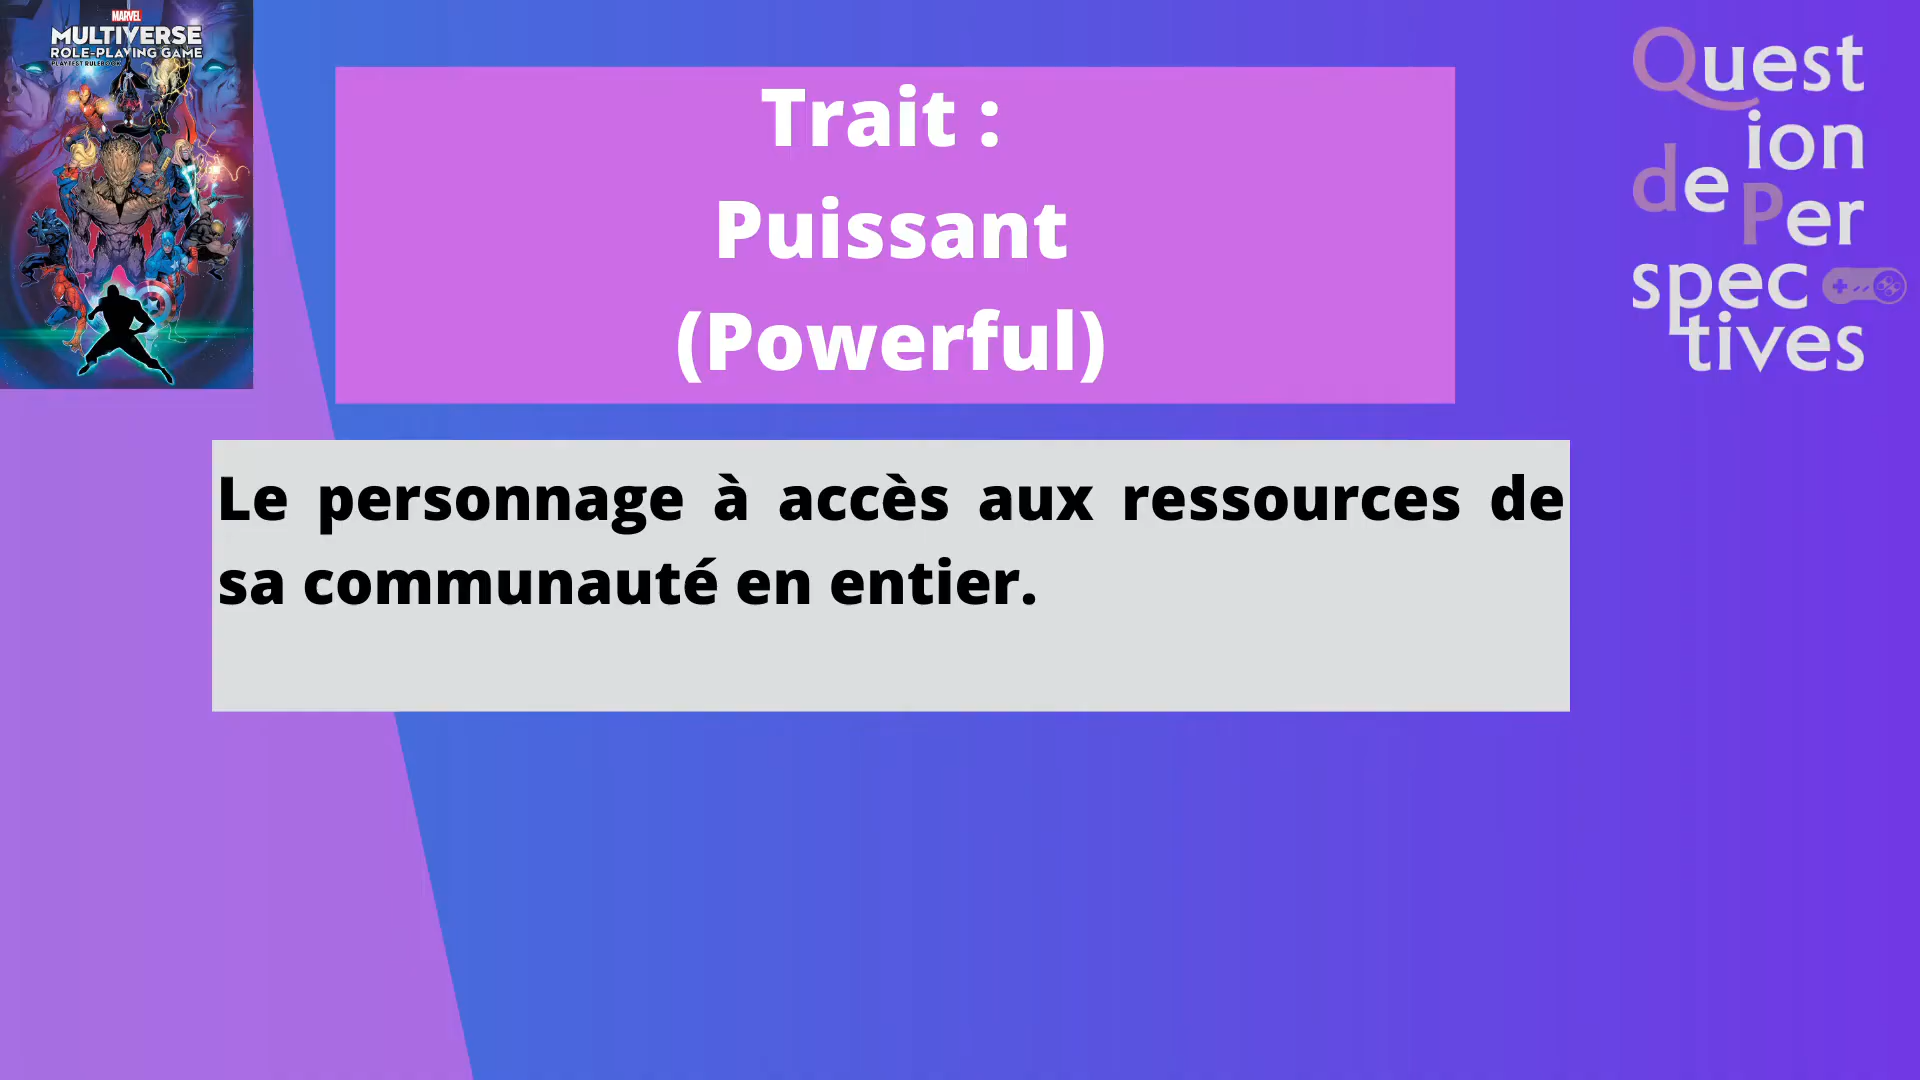 MARVEL
MULTIVERSE
ROLE-PLAYING GAME
PLAYTEST RULEBOOK
Trait :
Puissant
(Powerful)
Quest
ion
de Per
spec
tives
Le personnage à accès aux ressources de
sa communauté en entier.